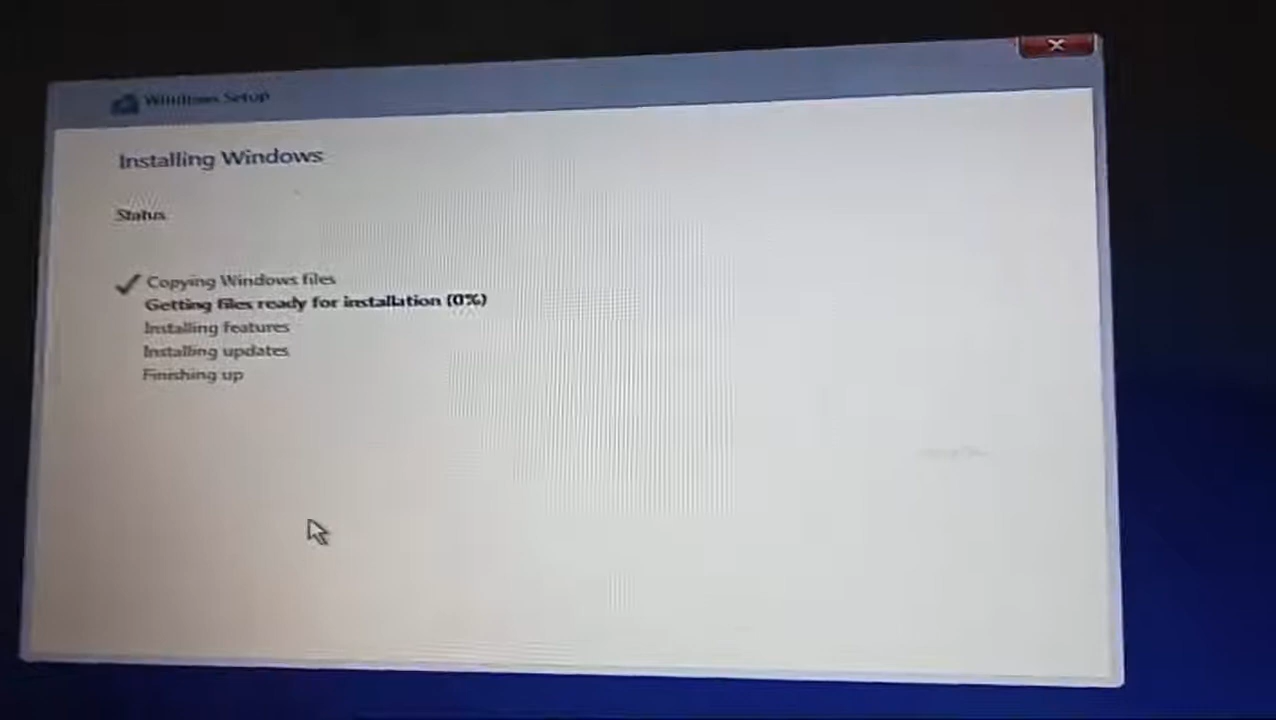 Windows Setup
Installing Windows
Status
Copying Windows files
Getting files ready for installation (0%)
Installing features
Installing updates
Finishing up